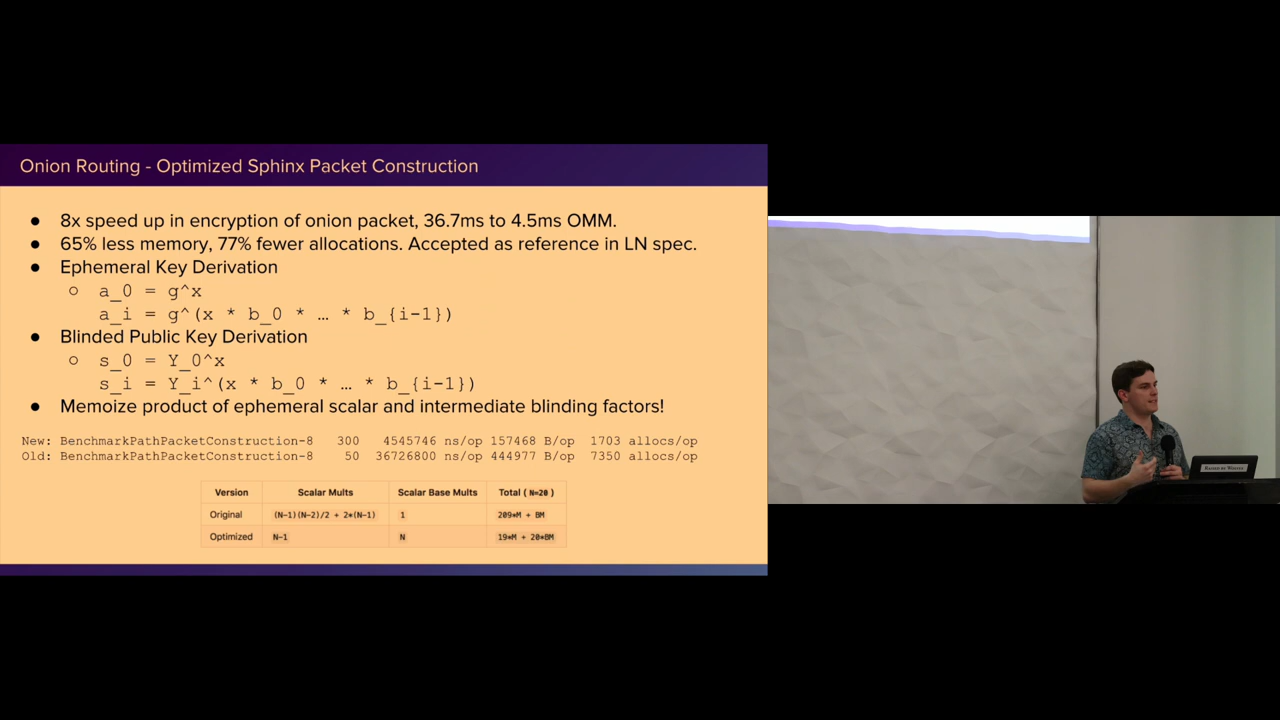 Onion Routing - Optimized Sphinx Packet Construction
● 8x speed up in encryption of onion packet, 36.7ms to 4.5ms OMM.
● 65% less memory, 77% fewer allocations. Accepted as reference in LN spec.
● Ephemeral Key Derivation
○ a_0 = g^x
a_i = g^(x * b_0 * … * b_{i-1})
● Blinded Public Key Derivation
○ s_0 = Y_0^x
s_i = Y_i^(x * b_0 * … * b_{i-1})
● Memoize product of ephemeral scalar and intermediate blinding factors!
New: BenchmarkPathPacketConstruction-8 300 4545746 ns/op 157468 B/op 1703 allocs/op
Old: BenchmarkPathPacketConstruction-8 50 36726800 ns/op 444977 B/op 7350 allocs/op
Version Scalar Mults Scalar Base Mults Total (N=20)
Original (N-1)(N-2)/2 + 2*(N-1) 1 209*M + BM
Optimized N-1 N 19*M + 20*BM